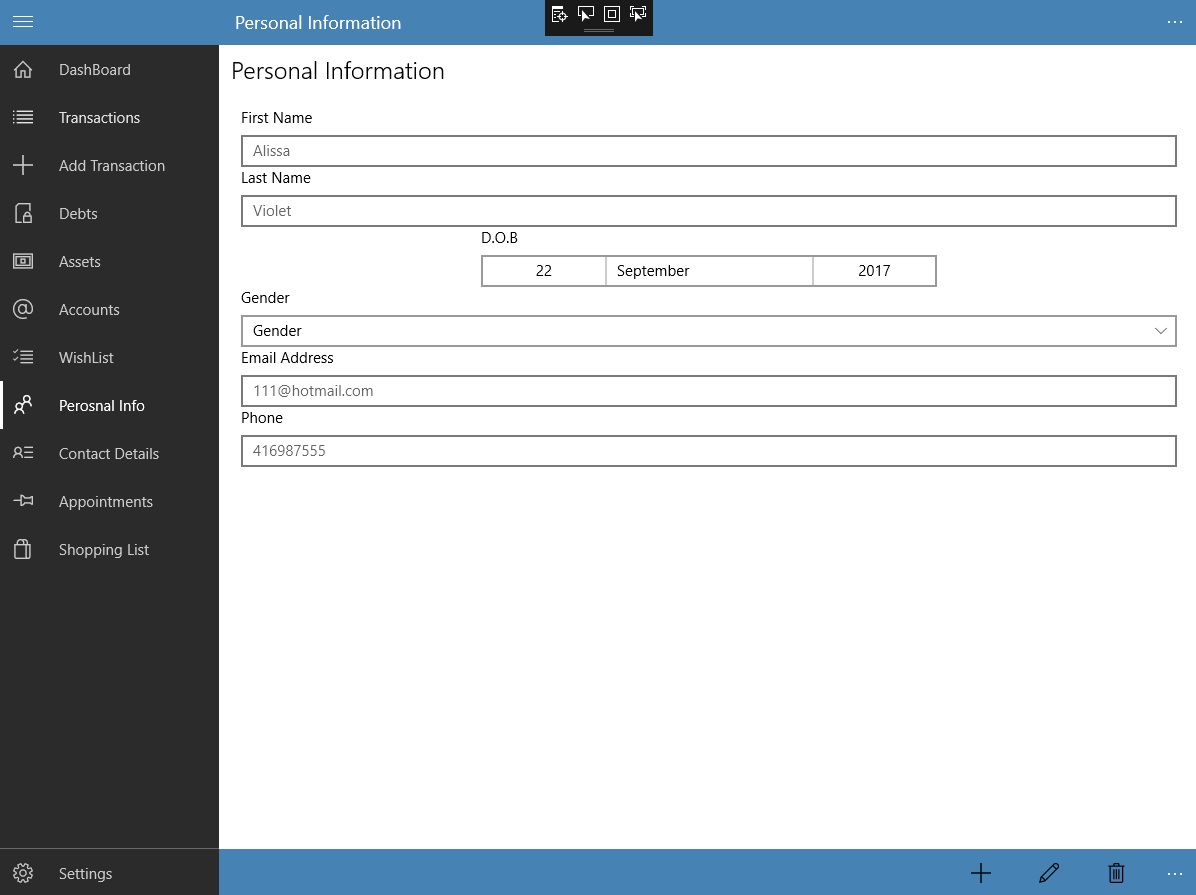 Personal Information
DashBoard
Transactions
Add Transaction
Debts
Assets
Accounts
WishList
Perosnal Info
Contact Details
Appointments
Shopping List
Settings
Personal Information
First Name
Alissa
Last Name
Violet
D.O.B
22 September 2017
Gender
Gender
Email Address
111@hotmail.com
Phone
416987555